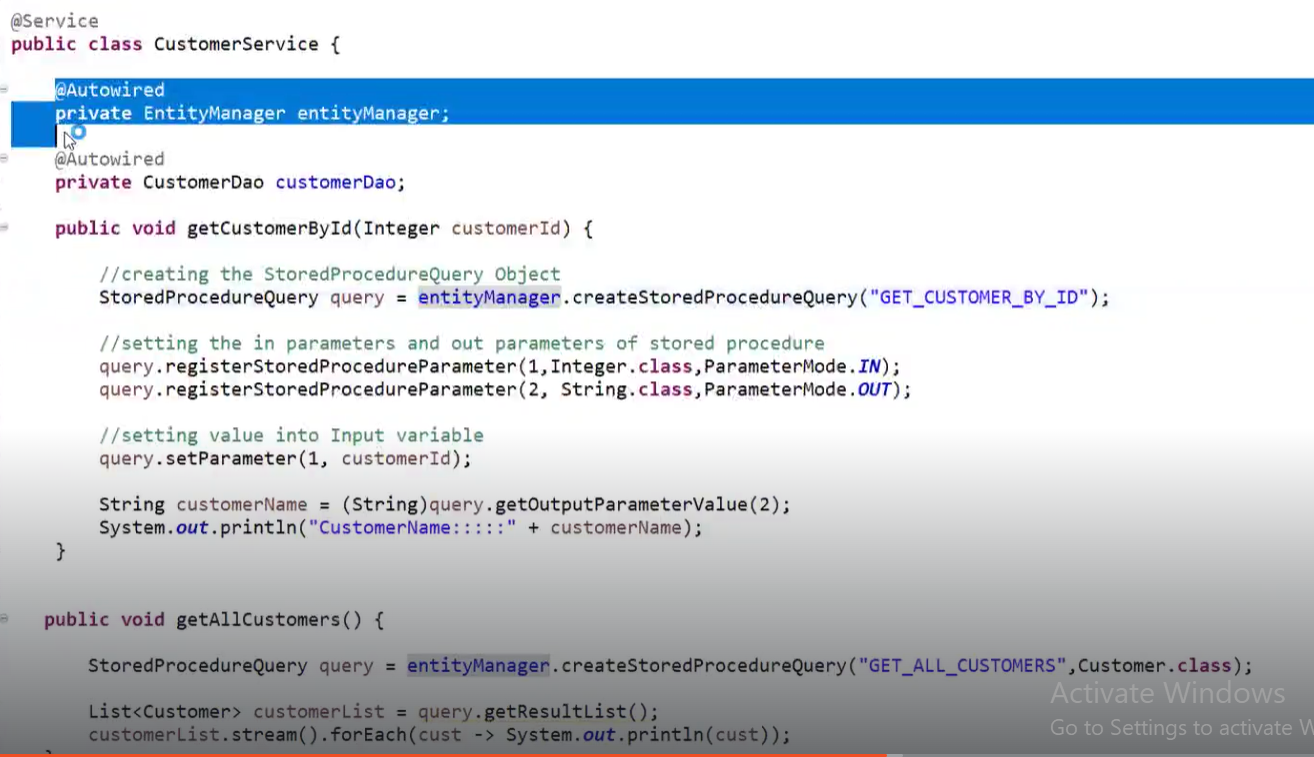 @Service
public class CustomerService {
@Autowired
private EntityManager entityManager;
@Autowired
private CustomerDao customerDao;
public void getCustomerById(Integer customerId) {
//creating the StoredProcedureQuery Object
StoredProcedureQuery query = entityManager.createStoredProcedureQuery("GET_CUSTOMER_BY_ID");
//setting the in parameters and out parameters of stored procedure
query.registerStoredProcedureParameter(1,Integer.class,ParameterMode.IN);
query.registerStoredProcedureParameter(2, String.class,ParameterMode.OUT);
//setting value into Input variable
query.setParameter(1, customerId);
String customerName = (String)query.getOutputParameterValue(2);
System.out.println("CustomerName:::::" + customerName);
}
public void getAllCustomers() {
StoredProcedureQuery query = entityManager.createStoredProcedureQuery("GET_ALL_CUSTOMERS",Customer.class);
List<Customer> customerList = query.getResultList();
customerList.stream().forEach(cust -> System.out.println(cust));
Activate Windows
Go to Settings to activate W